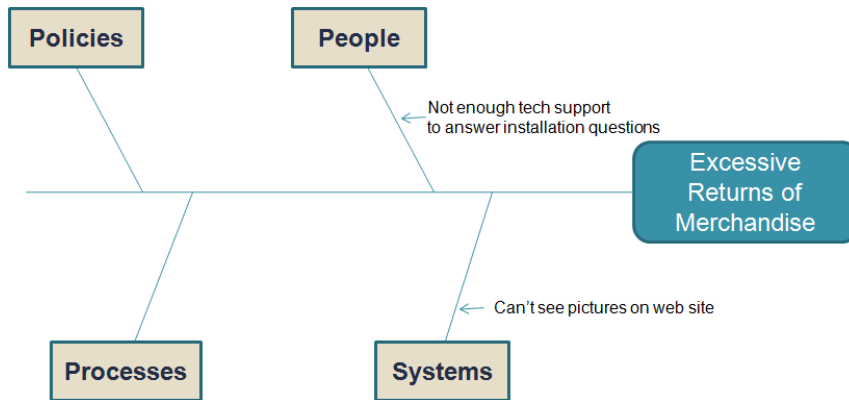 Policies
People
Not enough tech support
to answer installation questions
Excessive
Returns of
Merchandise
Can't see pictures on web site
Processes
Systems